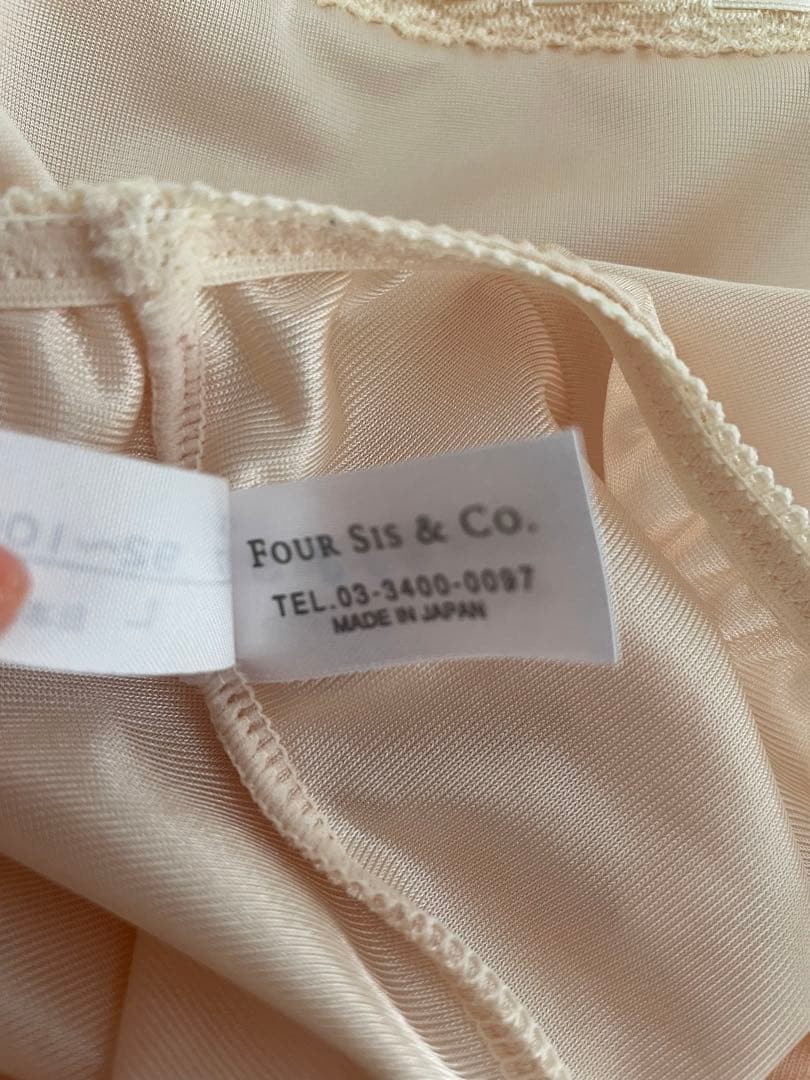 FOUR SIS & CO.
TEL.03-3400-0097
MADE IN JAPAN